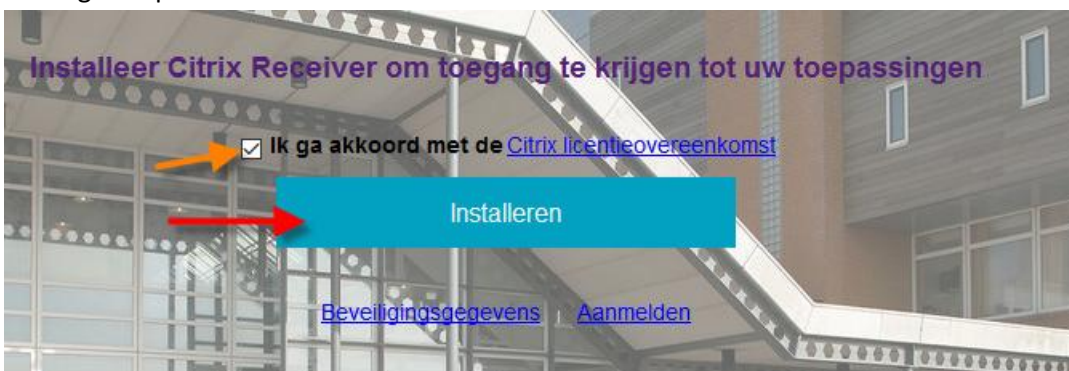 Installeer Citrix Receiver om toegang te krijgen tot uw toepassingen
Ik ga akkoord met de Citrix licentieovereenkomst
Installeren
Beveiligingsgegevens | Aanmelden